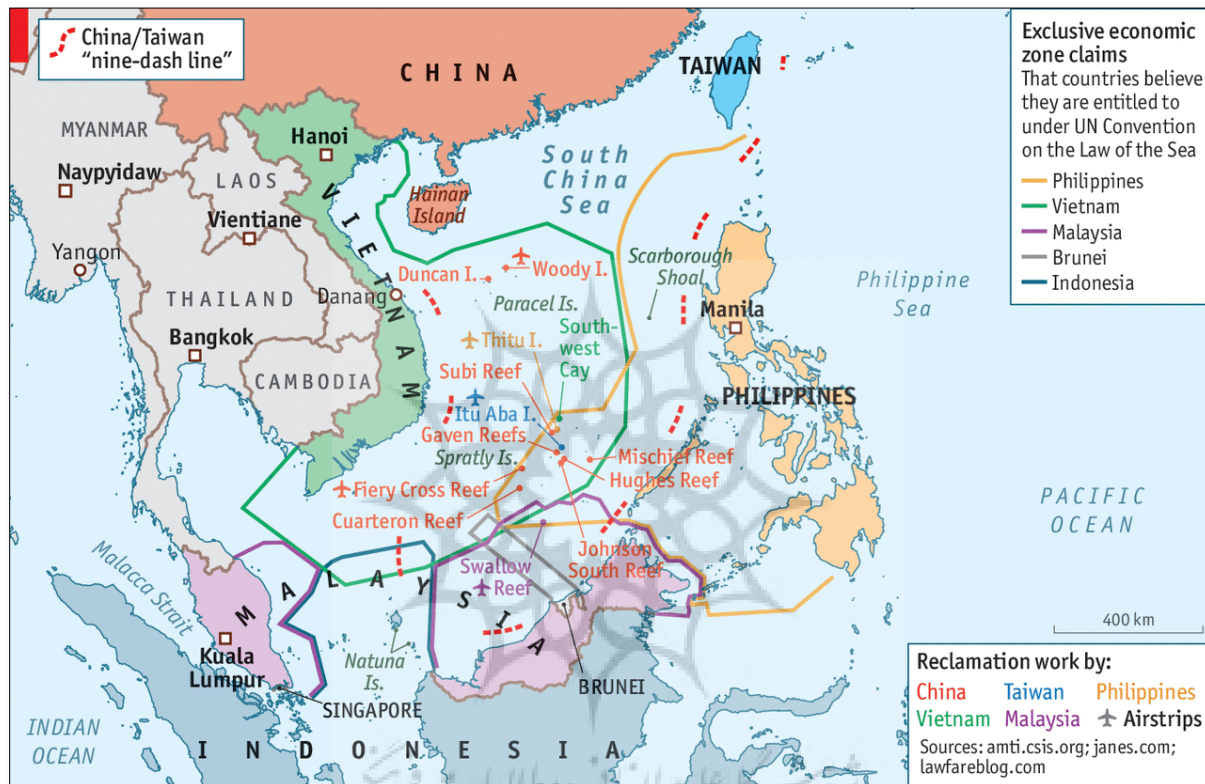 China/Taiwan
“nine-dash line”
CHINA
TAIWAN
Exclusive economic
zone claims
That countries believe
they are entitled to
under UN Convention
on the Law of the Sea
Philippines
Vietnam
Malaysia
Brunei
Indonesia
MYANMAR
Hanoi
Naypyidaw
LAOS
Vientiane
Yangon
VIETNAM
Hainan
Island
South
China
Sea
THAILAND
Danang
Bangkok
CAMBODIA
Duncan I.
Woody I.
Paracel Is.
Scarborough
Shoal
Philippine
Sea
Manila
Thitu I.
South-
west
Cay
Subi Reef
Itu Aba I.
PHILIPPINES
Gaven Reefs
Spratly Is.
Mischief Reef
Hughes Reef
Fiery Cross Reef
Cuarteron Reef
PACIFIC
OCEAN
Johnson
South Reef
Swallow
Reef
Malacca Strait
MALAYSIA
400 km
Kuala
Lumpur
Natuna
Is.
BRUNEI
SINGAPORE
INDIAN
OCEAN
INDONESIA
Reclamation work by:
China Taiwan Philippines
Vietnam Malaysia Airstrips
Sources: amti.csis.org; janes.com;
lawfareblog.com